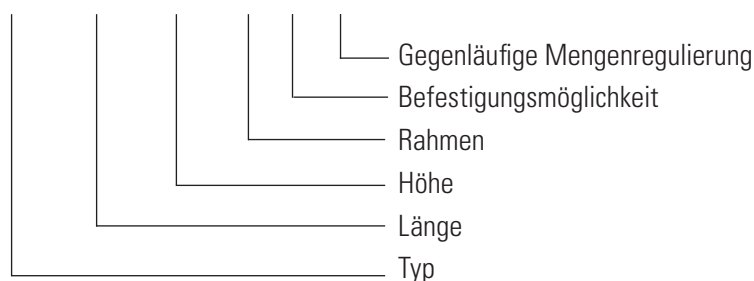 Gegenläufige Mengenregulierung
Befestigungsmöglichkeit
Rahmen
Höhe
Länge
Typ